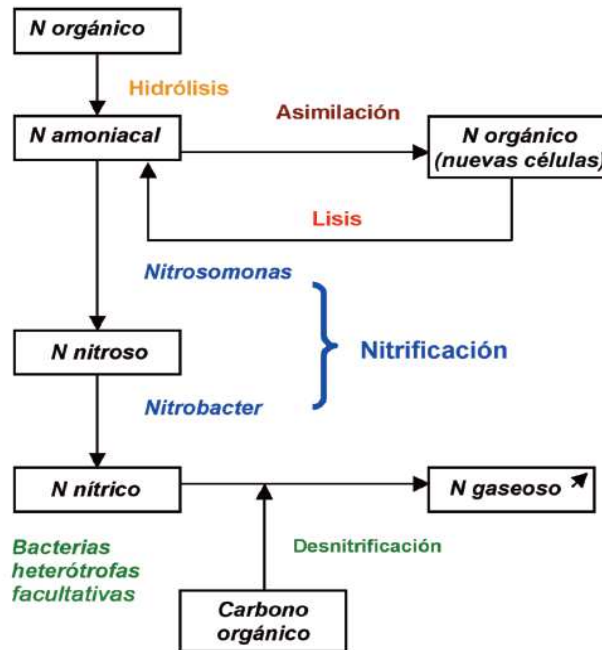 N orgánico
Hidrólisis
N amoniacal
Asimilación
N orgánico
(nuevas células)
Lisis
Nitrosomonas
Nitrificación
N nitroso
Nitrobacter
N nítrico
N gaseoso
Desnitrificación
Bacterias
heterótrofas
facultativas
Carbono
orgánico